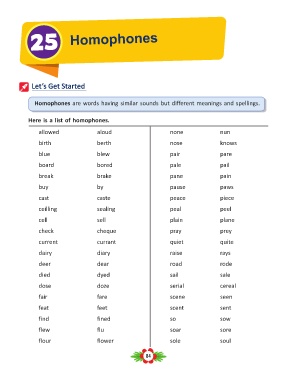 25 Homophones
Let's Get Started
Homophones are words having similar sounds but different meanings and spellings.
Here is a list of homophones.
allowed aloud none nun
birth berth nose knows
blue blew pair pare
board bored pale pail
break brake pane pain
buy by pause paws
cast caste peace piece
ceiling sealing peal peel
cell sell plain plane
check cheque pray prey
current currant quiet quite
dairy diary raise rays
deer dear road rode
died dyed sail sale
dose doze serial cereal
fair fare scene seen
feat feet scent sent
find fined so sow
flew flu soar sore
flour flower sole soul
84